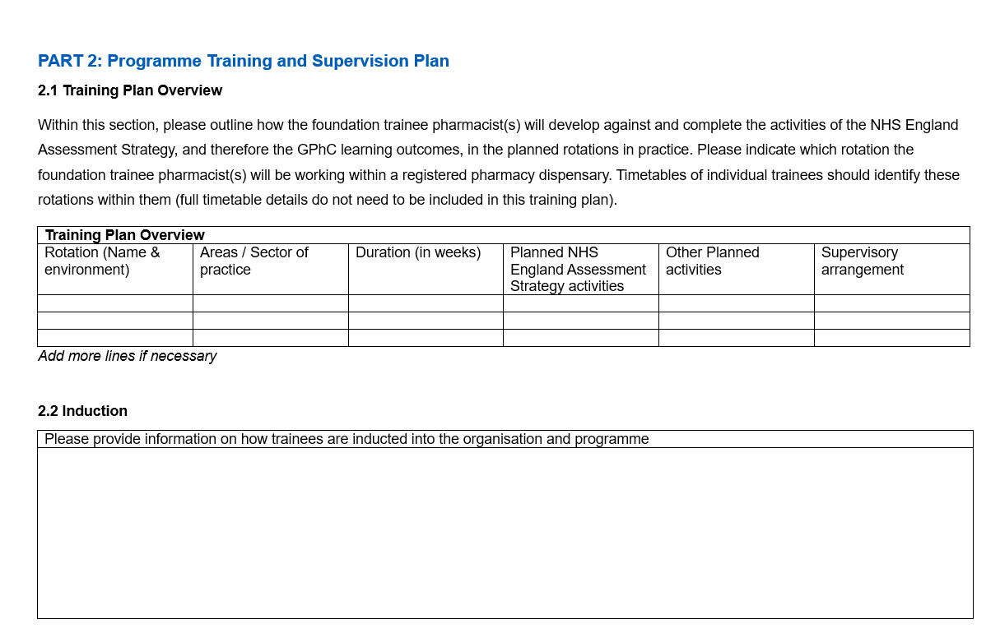 PART 2: Programme Training and Supervision Plan
2.1 Training Plan Overview
Within this section, please outline how the foundation trainee pharmacist(s) will develop against and complete the activities of the NHS England
Assessment Strategy, and therefore the GPhC learning outcomes, in the planned rotations in practice. Please indicate which rotation the
foundation trainee pharmacist(s) will be working within a registered pharmacy dispensary. Timetables of individual trainees should identify these
rotations within them (full timetable details do not need to be included in this training plan).
Training Plan Overview
Rotation (Name &
environment)
Areas / Sector of
practice
Duration (in weeks)
Planned NHS
England Assessment
Strategy activities
Other Planned
activities
Supervisory
arrangement
Add more lines if necessary
2.2 Induction
Please provide information on how trainees are inducted into the organisation and programme